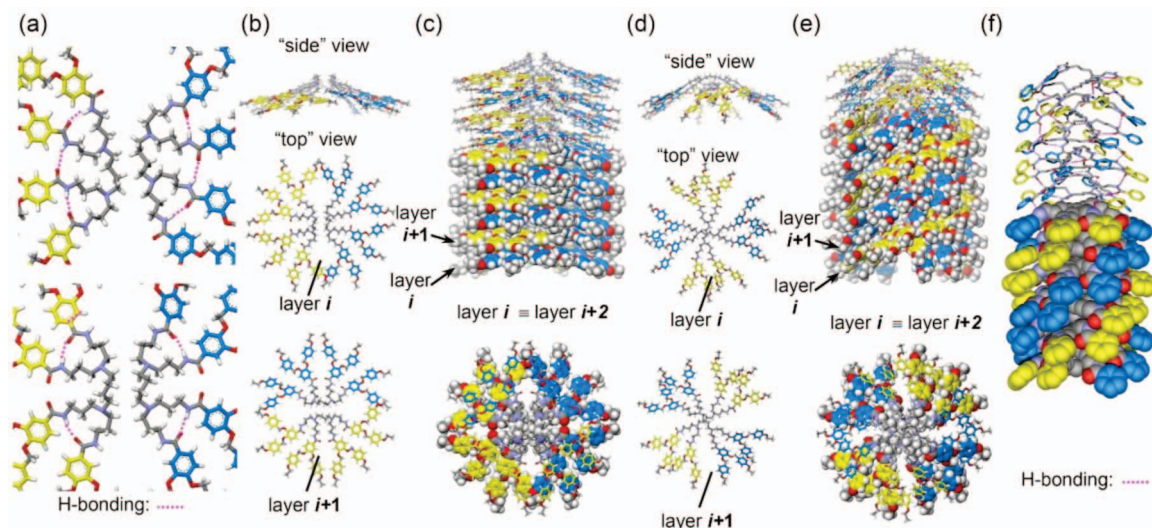 (a)
H-bonding:
(b)
"side" view
"top" view
layer i
layer i+1
(c)
layer
i+1
layer
i
layer i ≡ layer i+2
(d)
"side" view
"top" view
layer i
layer i+1
(e)
layer
i+1
layer
i
layer i ≡ layer i+2
(f)
H-bonding: